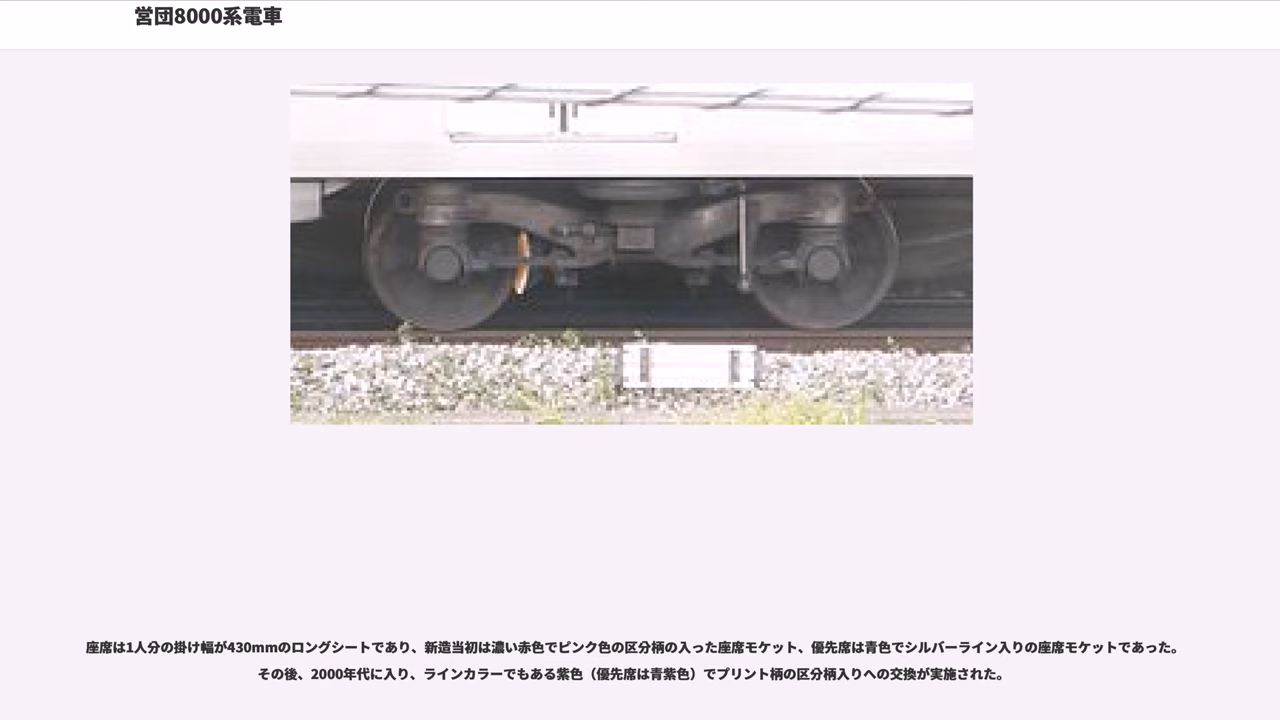 営団8000系電車
座席は1人分の掛け幅が430mmのロングシートであり、新造当初は濃い赤色でピンク色の区分柄の入った座席モケット、優先席は青色でシルバーライン入りの座席モケットであった。
その後、2000年代に入り、ラインカラーでもある紫色（優先席は青紫色）でプリント柄の区分柄入りへの交換が実施された。